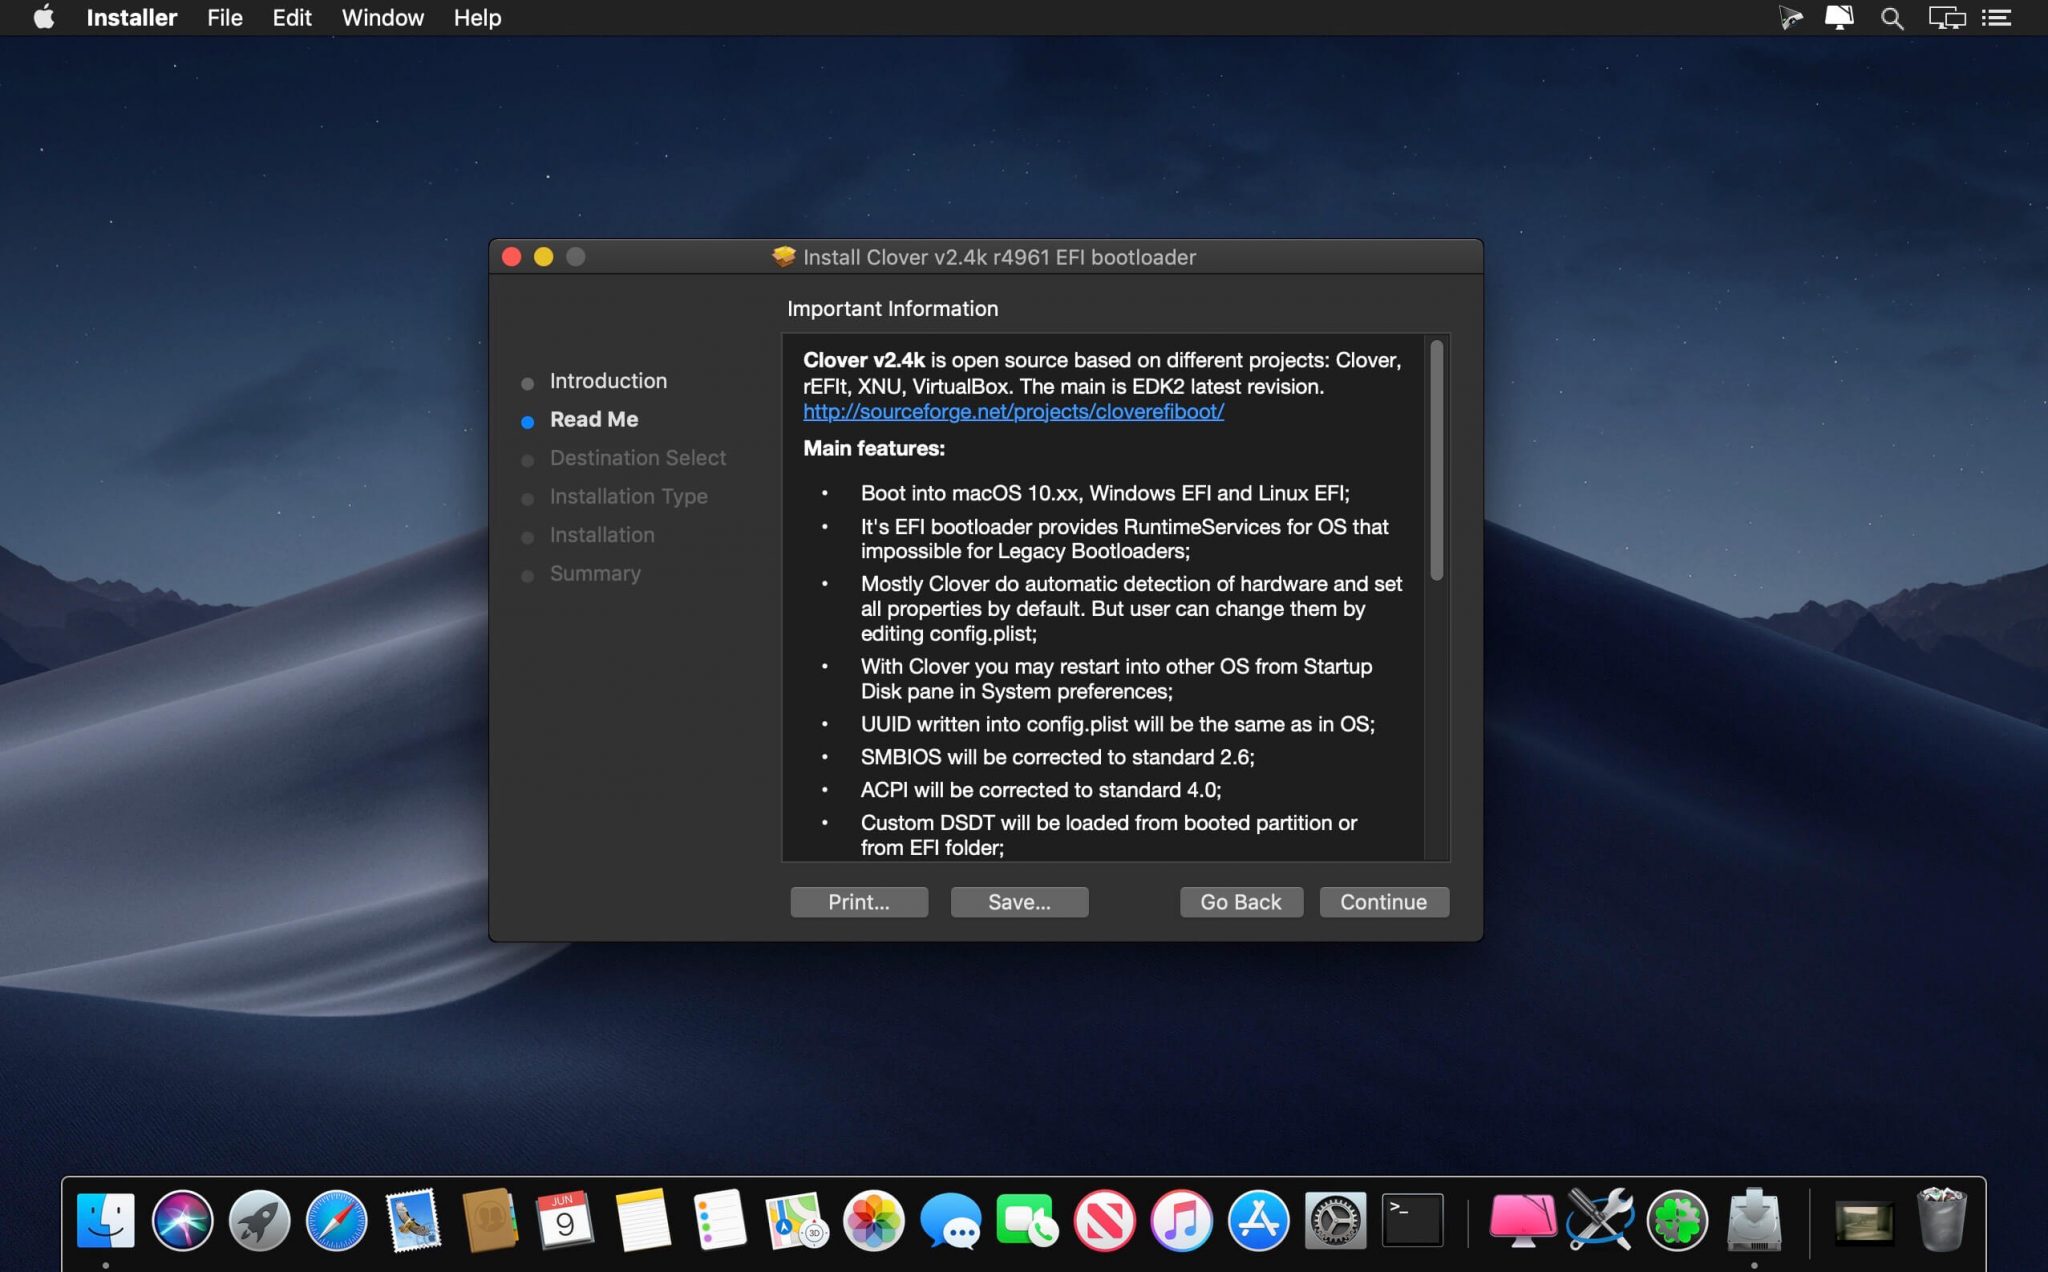 Installer File Edit Window Help
Install Clover v2.4k r4961 EFI bootloader
Important Information
Introduction
Read Me
Destination Select
Installation Type
Installation
Summary
Clover v2.4k is open source based on different projects: Clover,
rEFIt, XNU, VirtualBox. The main is EDK2 latest revision.
http://sourceforge.net/projects/cloverefiboot/
Main features:
• Boot into macOS 10.xx, Windows EFI and Linux EFI;
• It's EFI bootloader provides RuntimeServices for OS that
impossible for Legacy Bootloaders;
• Mostly Clover do automatic detection of hardware and set
all properties by default. But user can change them by
editing config.plist;
• With Clover you may restart into other OS from Startup
Disk pane in System preferences;
• UUID written into config.plist will be the same as in OS;
• SMBIOS will be corrected to standard 2.6;
• ACPI will be corrected to standard 4.0;
• Custom DSDT will be loaded from booted partition or
from EFI folder;
Print... Save... Go Back Continue
JUN
9
3D
>_